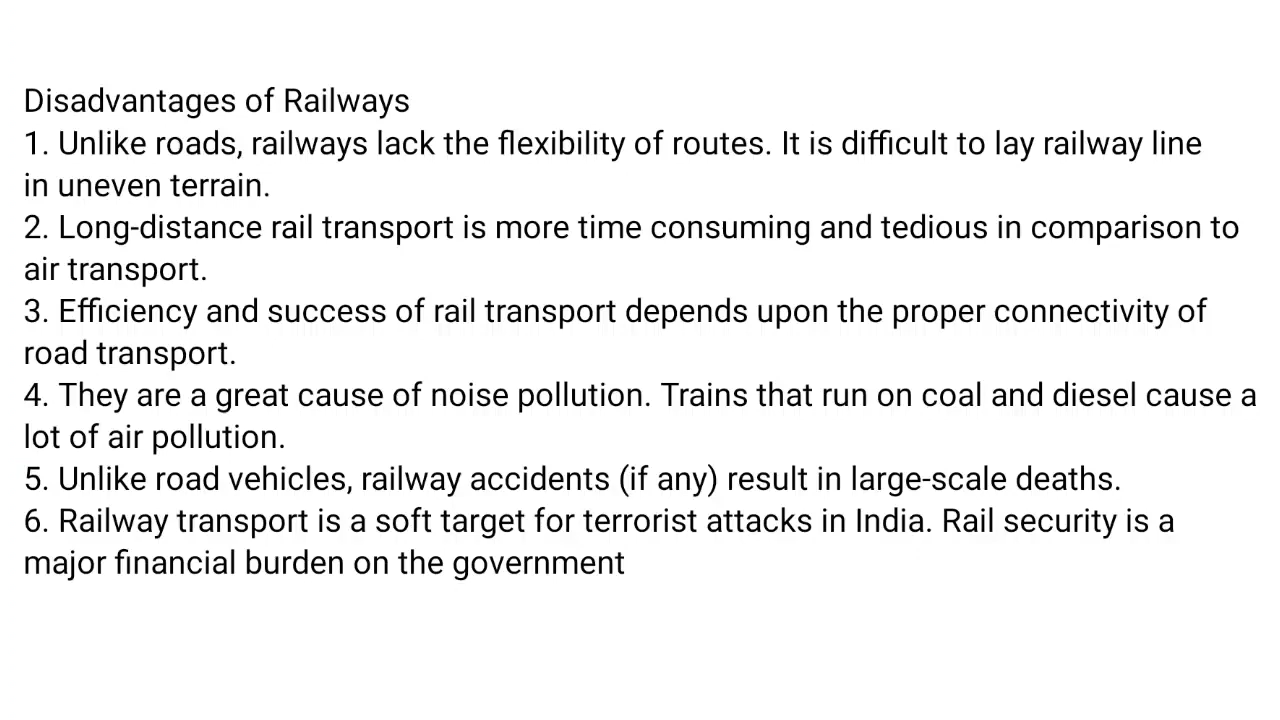 Disadvantages of Railways
1. Unlike roads, railways lack the flexibility of routes. It is difficult to lay railway line
in uneven terrain.
2. Long-distance rail transport is more time consuming and tedious in comparison to
air transport.
3. Efficiency and success of rail transport depends upon the proper connectivity of
road transport.
4. They are a great cause of noise pollution. Trains that run on coal and diesel cause a
lot of air pollution.
5. Unlike road vehicles, railway accidents (if any) result in large-scale deaths.
6. Railway transport is a soft target for terrorist attacks in India. Rail security is a
major financial burden on the government